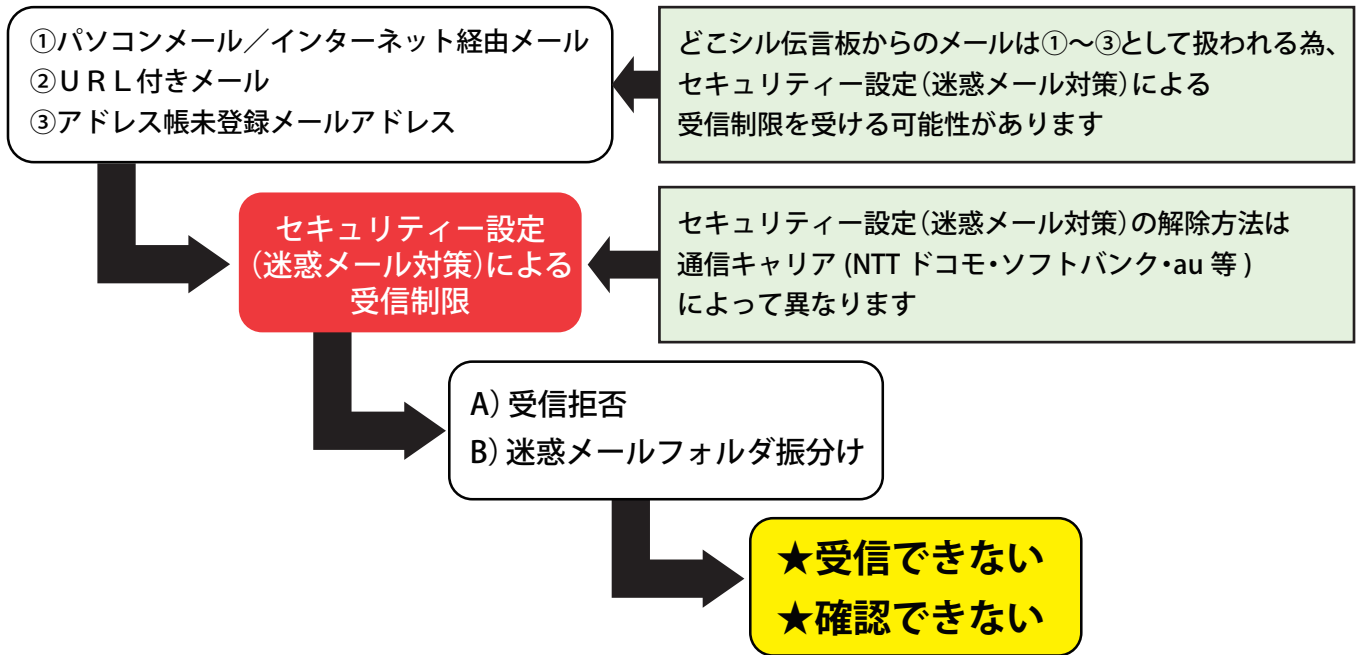 ①パソコンメール／インターネット経由メール
②ＵＲＬ付きメール
③アドレス帳未登録メールアドレス
どこシル伝言板からのメールは①～③として扱われる為、
セキュリティー設定（迷惑メール対策）による
受信制限を受ける可能性があります
セキュリティー設定
（迷惑メール対策）による
受信制限
セキュリティー設定（迷惑メール対策）の解除方法は
通信キャリア (NTT ドコモ・ソフトバンク・au 等 )
によって異なります
A）受信拒否
B）迷惑メールフォルダ振分け
★受信できない
★確認できない